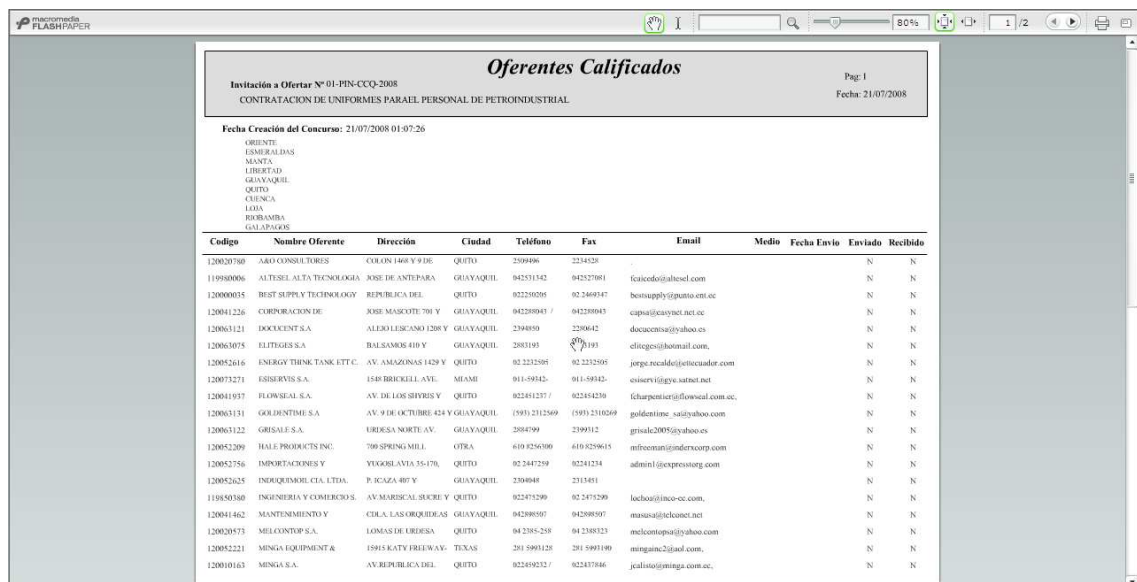 macromedia
FLASHPAPER 80% 1 /2
Oferentes Calificados
Pag: 1
Invitación a Ofertar Nº 01-PIN-CCQ-2008
Fecha: 21/07/2008
CONTRATACION DE UNIFORMES PARAEL PERSONAL DE PETROINDUSTRIAL
Fecha Creación del Concurso: 21/07/2008 01:07:26
ORIENTE
ESMERALDAS
MANTA
LIBERTAD
GUAYAQUIL
QUITO
CUENCA
LOJA
RIOBAMBA
GALAPAGOS
Codigo Nombre Oferente Dirección Ciudad Teléfono Fax Email Medio Fecha Envio Enviado Recibido
120020780 A&O CONSULTORES COLON 1468 Y 9 DE QUITO 2509496 2234528 . N N
119980006 ALTESEL ALTA TECNOLOGIA JOSE DE ANTEPARA GUAYAQUIL 042531342 042527081 fcaicedo@altesel.com N N
120000035 BEST SUPPLY TECHNOLOGY REPUBLICA DEL QUITO 022250205 02 2469347 bestsupply@punto.net.ec N N
120041226 CORPORACION DE JOSE MASCOTE 701 Y GUAYAQUIL 042288043 / 042288043 capsa@easynet.net.ec N N
120063121 DOCUCENT S.A ALEJO LESCANO 1208 Y GUAYAQUIL 2394950 2280642 docucentsa@yahoo.es N N
120063075 ELITEGES S.A BALSAMOS 410 Y GUAYAQUIL 2883193 3193 eliteges@hotmail.com, N N
120052616 ENERGY THINK TANK ETT C. AV. AMAZONAS 1429 Y QUITO 02 2232505 02 2232505 jorge.recalde@ettecuador.com N N
120073271 ESISERVIS S.A. 1548 BRICKELL AVE. MIAMI 011-59342- 011-59342- esiservi@gye.satnet.net N N
120041937 FLOWSEAL S.A. AV. DE LOS SHYRIS Y QUITO 022451237 / 022454230 fcharpentier@flowseal.com.ec, N N
120063131 GOLDENTIME S.A AV. 9 DE OCTUBRE 424 Y GUAYAQUIL (593) 2312569 (593) 2310269 goldentime_sa@yahoo.com N N
120063122 GRISALE S.A. URDESA NORTE AV. GUAYAQUIL 2884799 2399312 grisale2005@yahoo.es N N
120052209 HALE PRODUCTS INC. 700 SPRING MILL OTRA 610 8256300 610 8259615 mfreeman@inderxcorp.com N N
120052756 IMPORTACIONES Y YUGOSLAVIA 35-170, QUITO 02 2447259 02241234 admin1@expresstorg.com N N
120052625 INDUQUIMOIL CIA. LTDA. P. ICAZA 407 Y GUAYAQUIL 2304048 2313451 N N
119850380 INGENIERIA Y COMERCIO S. AV.MARISCAL SUCRE Y QUITO 022475290 02 2475290 lochoa@inco-ec.com, N N
120041462 MANTENIMIENTO Y CDLA. LAS ORQUIDEAS GUAYAQUIL 042898507 042898507 masusa@telconet.net N N
120020573 MELCONTOP S.A. LOMAS DE URDESA QUITO 04 2385-258 04 2388323 melcontopsa@yahoo.com N N
120052221 MINGA EQUIPMENT & 15915 KATY FREEWAY- TEXAS 281 5993128 281 5993190 mingainc2@aol.com, N N
120010163 MINGA S.A. AV.REPUBLICA DEL QUITO 022459232 / 022437846 jcalisto@minga.com.ec, N N